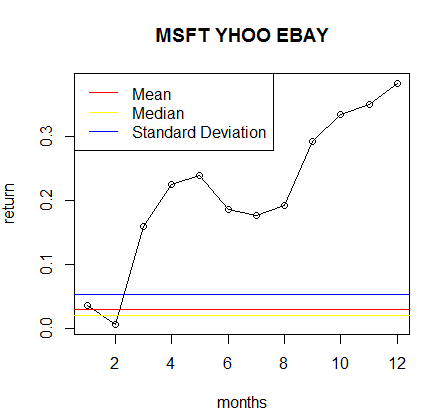 MSFT YHOO EBAY
Mean
Median
Standard Deviation
return
0.3
0.2
0.1
0.0
2 4 6 8 10 12
months